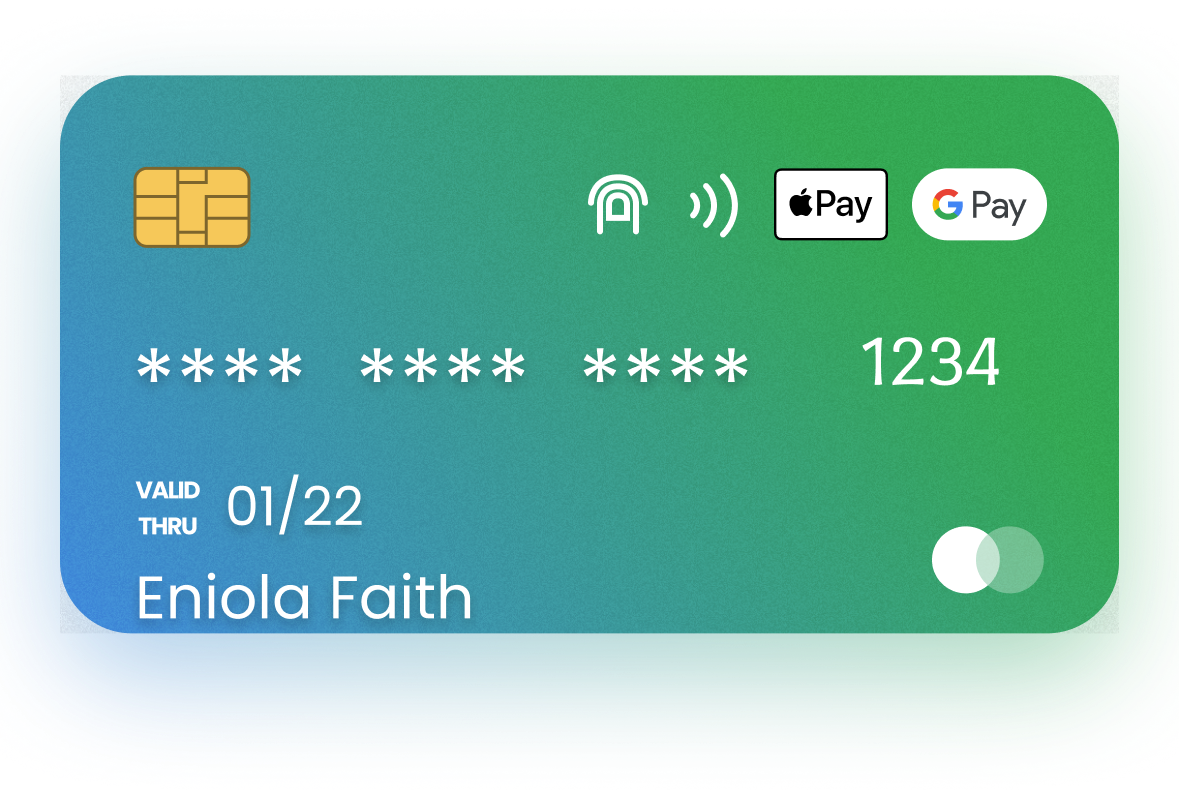 Pay G Pay
**** **** **** 1234
VALID
THRU 01/22
Eniola Faith